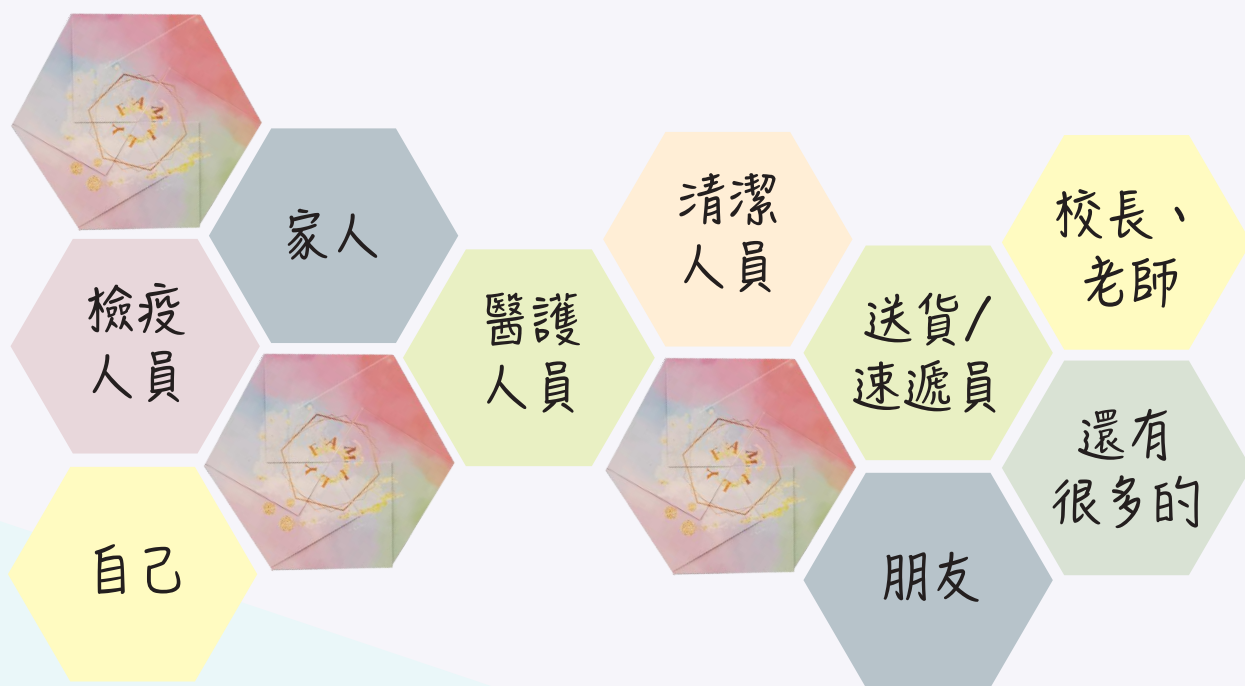 家人
檢疫
人員
自己
醫護
人員
清潔
人員
送貨/
速遞員
朋友
校長、
老師
還有
很多的